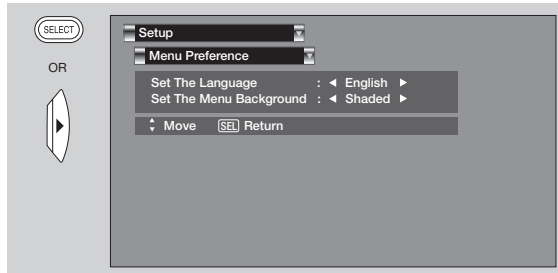 SELECT
OR
Setup
Menu Preference
Set The Language : ◀ English ▶
Set The Menu Background : ◀ Shaded ▶
Move SEL Return